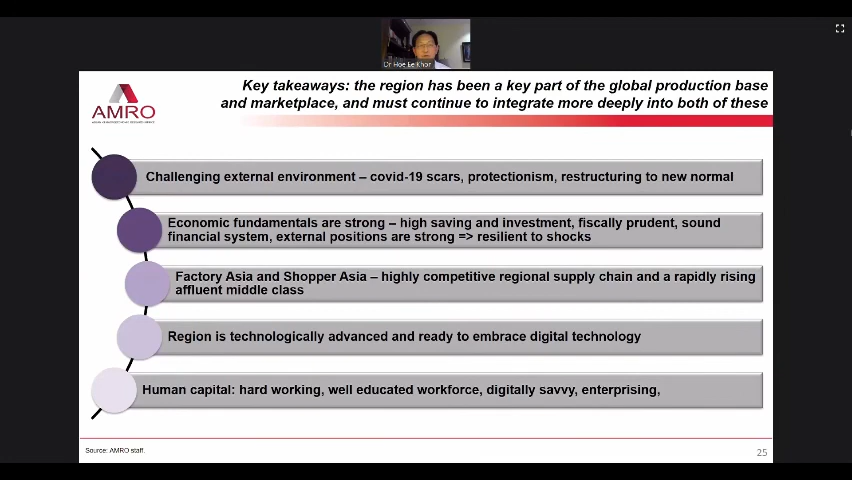 Dr Hoe Ee Khor
AMRO
Key takeaways: the region has been a key part of the global production base
and marketplace, and must continue to integrate more deeply into both of these
Challenging external environment – covid-19 scars, protectionism, restructuring to new normal
Economic fundamentals are strong – high saving and investment, fiscally prudent, sound
financial system, external positions are strong => resilient to shocks
Factory Asia and Shopper Asia – highly competitive regional supply chain and a rapidly rising
affluent middle class
Region is technologically advanced and ready to embrace digital technology
Human capital: hard working, well educated workforce, digitally savvy, enterprising,
Source: AMRO staff.
25